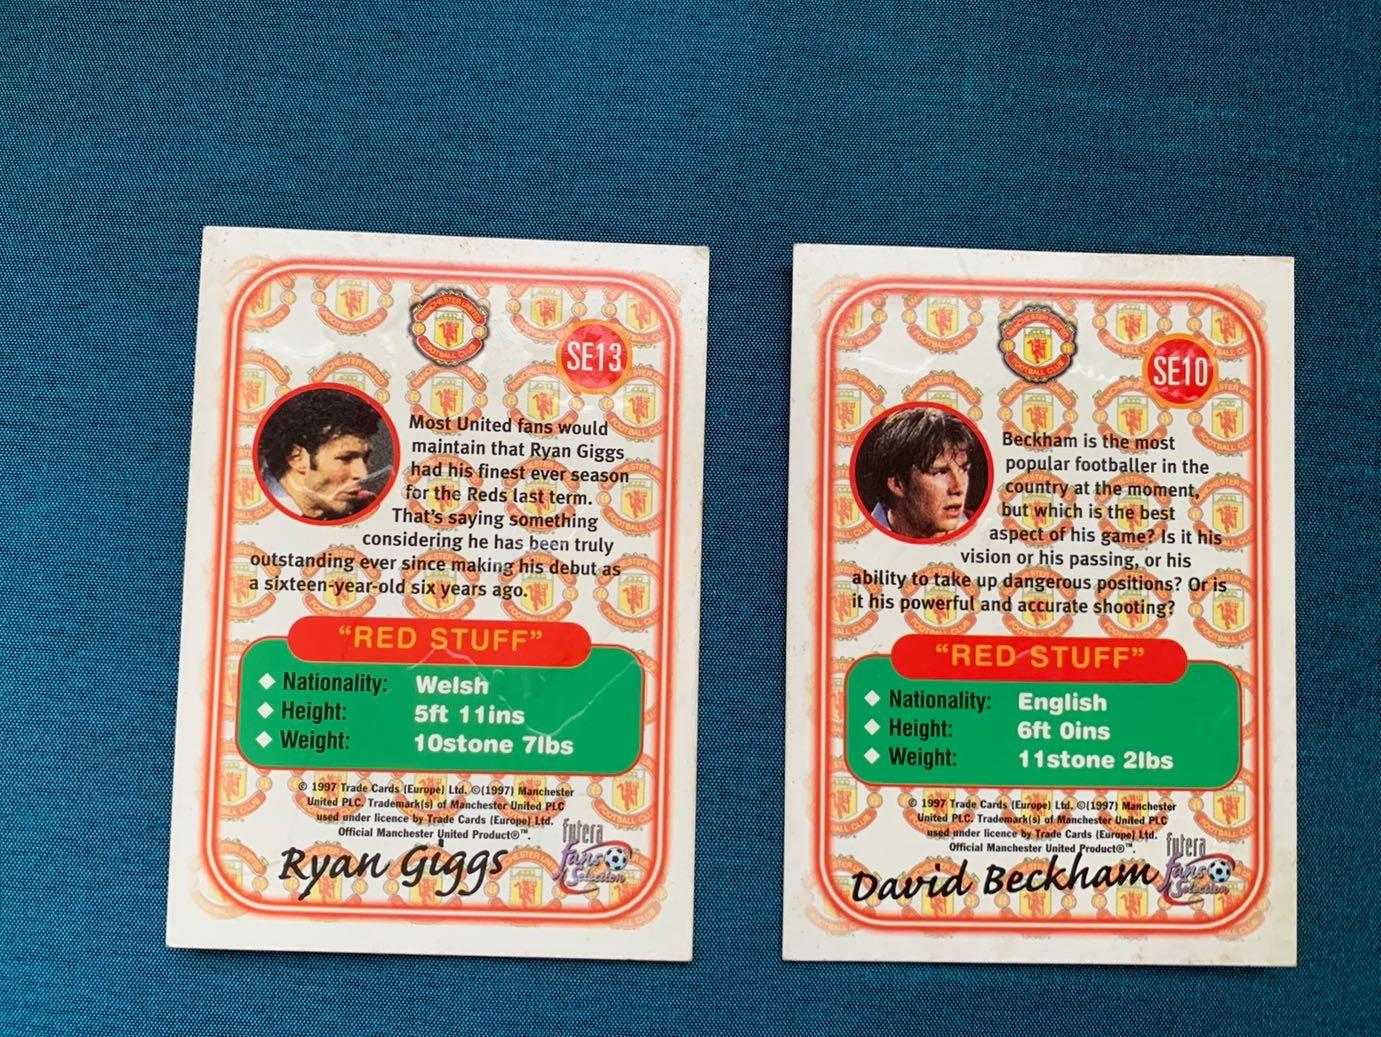 MANCHESTER UNITED
FOOTBALL CLUB
SE13
Most United fans would
maintain that Ryan Giggs
had his finest ever season
for the Reds last term.
That's saying something
considering he has been truly
outstanding ever since making his debut as
a sixteen-year-old six years ago.
"RED STUFF"
Nationality: Welsh
Height: 5ft 11ins
Weight: 10stone 7lbs
© 1997 Trade Cards (Europe) Ltd. ©(1997) Manchester
United PLC. Trademark(s) of Manchester United PLC
used under licence by Trade Cards (Europe) Ltd.
Official Manchester United Product®™.
Ryan Giggs
futera
fans
Selection
MANCHESTER UNITED
FOOTBALL CLUB
SE10
Beckham is the most
popular footballer in the
country at the moment,
but which is the best
aspect of his game? Is it his
vision or his passing, or his
ability to take up dangerous positions? Or is
it his powerful and accurate shooting?
"RED STUFF"
Nationality: English
Height: 6ft 0ins
Weight: 11stone 2lbs
© 1997 Trade Cards (Europe) Ltd. ©(1997) Manchester
United PLC. Trademark(s) of Manchester United PLC
used under licence by Trade Cards (Europe) Ltd.
Official Manchester United Product®™.
David Beckham
futera
fans
Selection